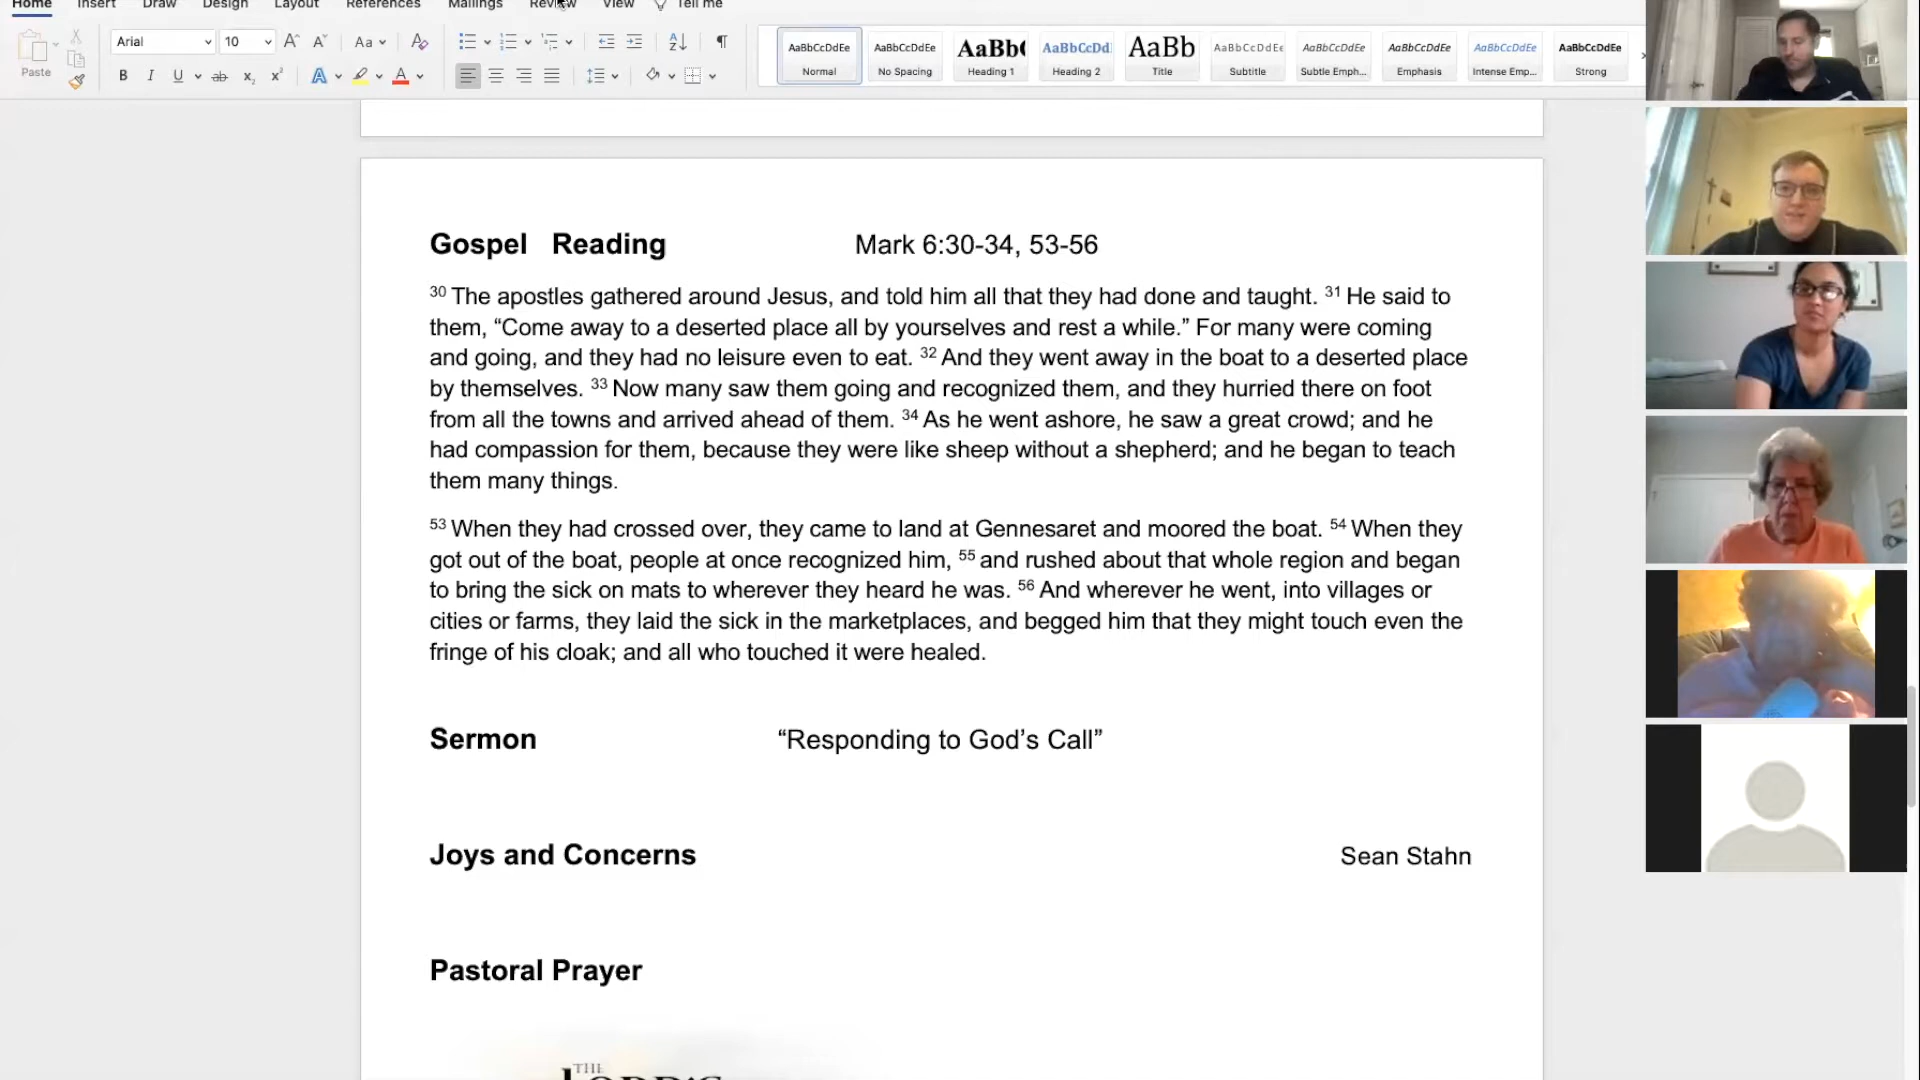 Home Insert Draw Design Layout References Mailings Review View Tell me
Paste
Arial 10
AaBbCcDdEe AaBbCcDdEe AaBb( AaBbCcDd AaBb AaBbCcDdEe AaBbCcDdEe AaBbCcDdEe AaBbCcDdEe AaBbCcDdEe
Normal No Spacing Heading 1 Heading 2 Title Subtitle Subtle Emph... Emphasis Intense Emp... Strong
Gospel Reading Mark 6:30-34, 53-56
30 The apostles gathered around Jesus, and told him all that they had done and taught. 31 He said to
them, “Come away to a deserted place all by yourselves and rest a while.” For many were coming
and going, and they had no leisure even to eat. 32 And they went away in the boat to a deserted place
by themselves. 33 Now many saw them going and recognized them, and they hurried there on foot
from all the towns and arrived ahead of them. 34 As he went ashore, he saw a great crowd; and he
had compassion for them, because they were like sheep without a shepherd; and he began to teach
them many things.
53 When they had crossed over, they came to land at Gennesaret and moored the boat. 54 When they
got out of the boat, people at once recognized him, 55 and rushed about that whole region and began
to bring the sick on mats to wherever they heard he was. 56 And wherever he went, into villages or
cities or farms, they laid the sick in the marketplaces, and begged him that they might touch even the
fringe of his cloak; and all who touched it were healed.
Sermon “Responding to God’s Call”
Joys and Concerns Sean Stahn
Pastoral Prayer
THE
LORD'S